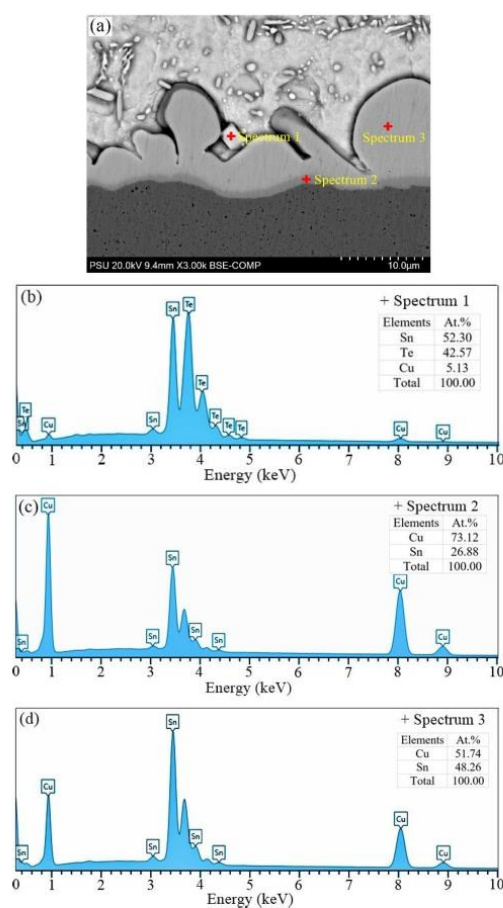 (a)
Spectrum 1
Spectrum 3
Spectrum 2
PSU 20.0kV 9.4mm X3.00k BSE-COMP 10.0μm
(b)
+ Spectrum 1
Elements At.%
Sn 52.30
Te 42.57
Cu 5.13
Total 100.00
Sn Te
Te
Te Cu Sn Te Te Te Cu Cu
0 1 2 3 4 5 6 7 8 9 10
Energy (keV)
(c)
+ Spectrum 2
Elements At.%
Cu 73.12
Sn 26.88
Total 100.00
Cu
Sn
Sn Sn Sn Sn Cu Cu
0 1 2 3 4 5 6 7 8 9 10
Energy (keV)
(d)
+ Spectrum 3
Elements At.%
Cu 51.74
Sn 48.26
Total 100.00
Sn
Cu
Sn Sn Sn Sn Cu Cu
0 1 2 3 4 5 6 7 8 9 10
Energy (keV)